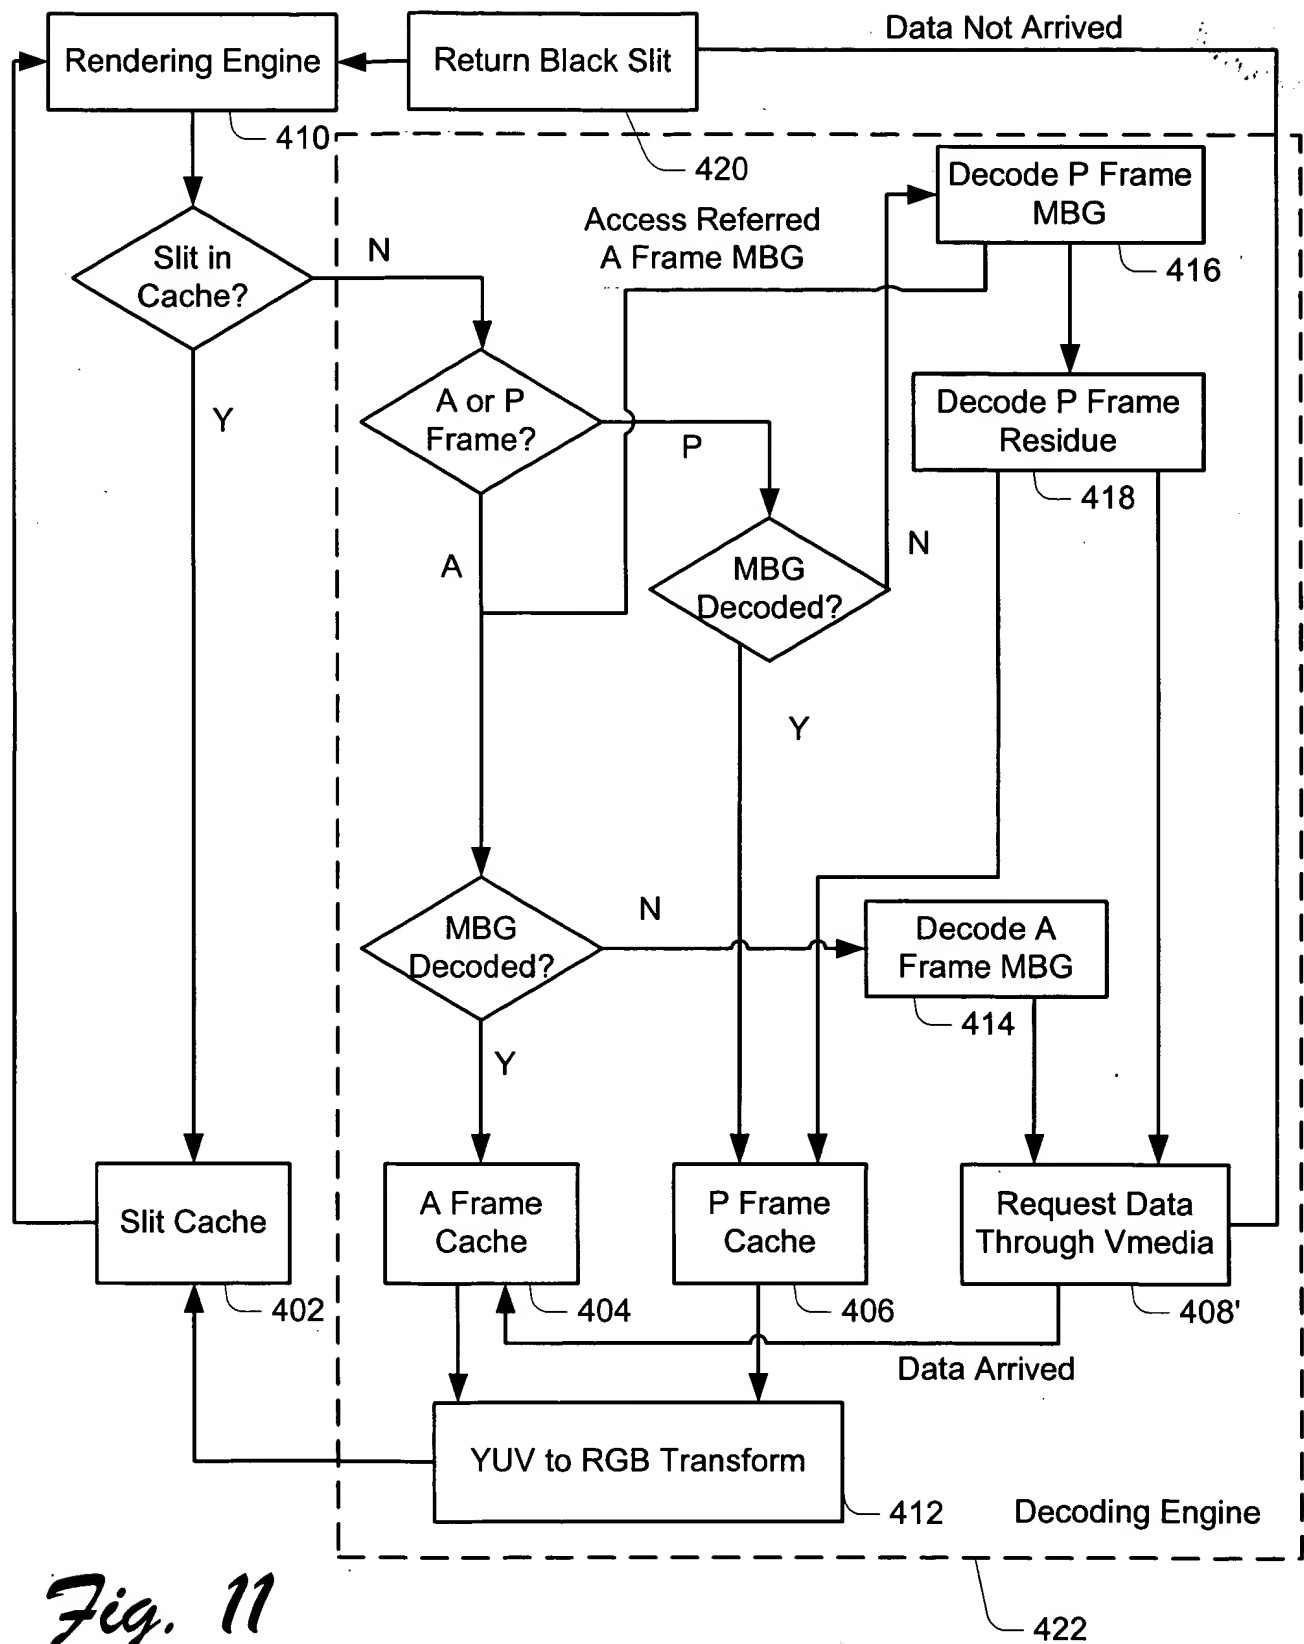 Data Not Arrived
Rendering Engine
Return Black Slit
410
420
Decode P Frame
MBG
416
Access Referred
A Frame MBG
Slit in
Cache?
N
Y
A or P
Frame?
P
A
Decode P Frame
Residue
418
MBG
Decoded?
N
Y
MBG
Decoded?
N
Y
Decode A
Frame MBG
414
Slit Cache
402
A Frame
Cache
404
P Frame
Cache
406
Request Data
Through Vmedia
408'
Data Arrived
YUV to RGB Transform
412
Decoding Engine
422
Fig. 11